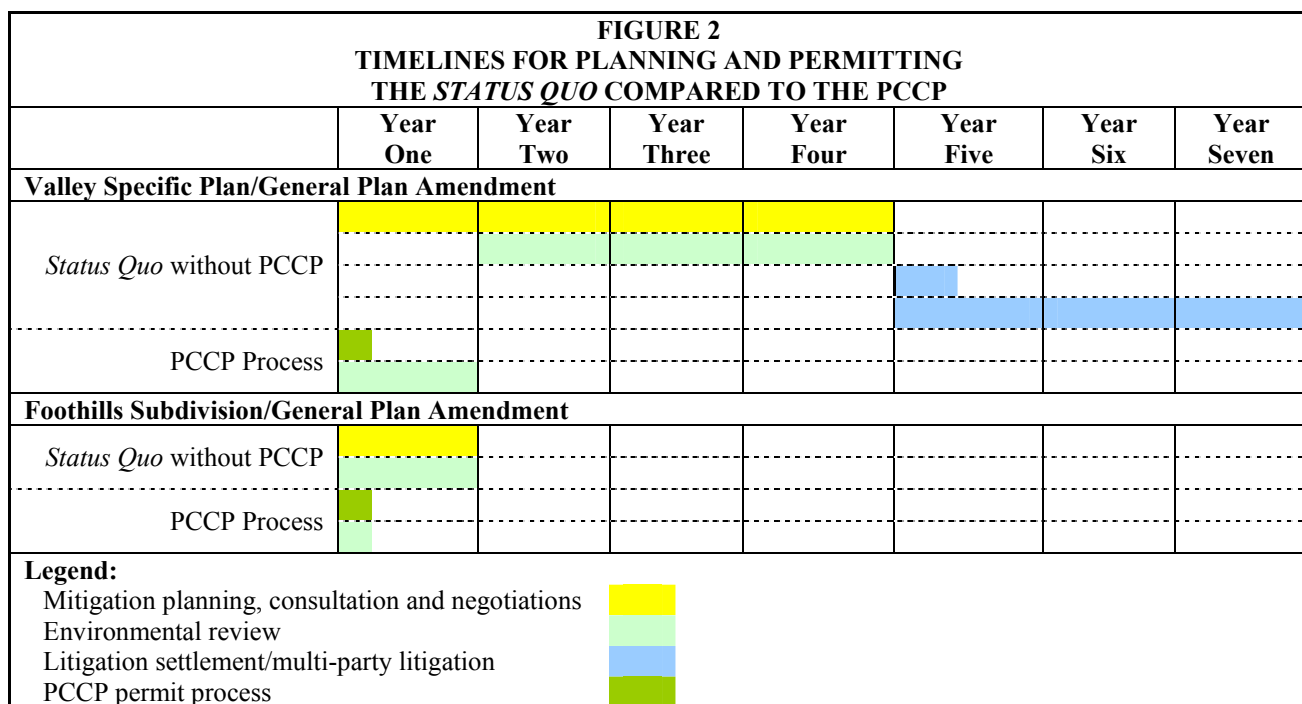 FIGURE 2
TIMELINES FOR PLANNING AND PERMITTING
THE STATUS QUO COMPARED TO THE PCCP
Year One
Year Two
Year Three
Year Four
Year Five
Year Six
Year Seven
Valley Specific Plan/General Plan Amendment
Status Quo without PCCP
PCCP Process
Foothills Subdivision/General Plan Amendment
Status Quo without PCCP
PCCP Process
Legend:
Mitigation planning, consultation and negotiations
Environmental review
Litigation settlement/multi-party litigation
PCCP permit process